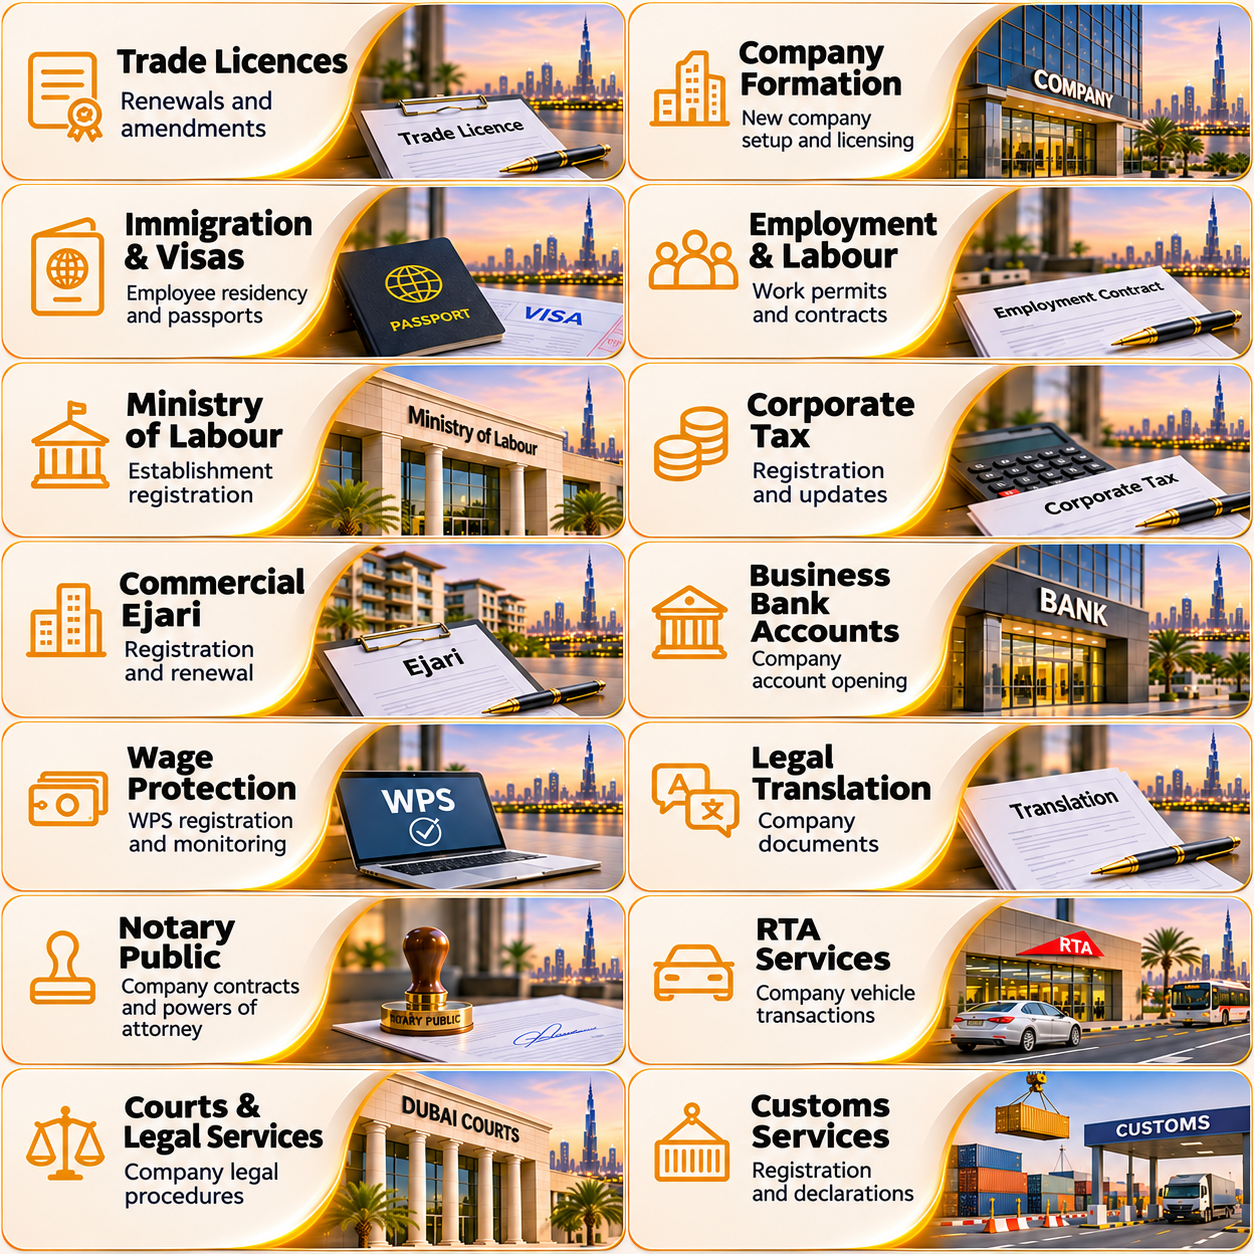 Trade Licences
Renewals and
amendments
Trade Licence
Company
Formation
New company
setup and licensing
COMPANY
Immigration
& Visas
Employee residency
and passports
PASSPORT
VISA
Employment
& Labour
Work permits
and contracts
Employment Contract
Ministry
of Labour
Establishment
registration
Ministry of Labour
Corporate
Tax
Registration
and updates
Corporate Tax
Commercial
Ejari
Registration
and renewal
Ejari
Business
Bank
Accounts
Company
account opening
BANK
Wage
Protection
WPS registration
and monitoring
WPS
Legal
Translation
Company
documents
A
文
Translation
Notary
Public
Company contracts
and powers of
attorney
NOTARY PUBLIC
RTA
Services
Company vehicle
transactions
RTA
Courts &
Legal Services
Company legal
procedures
DUBAI COURTS
Customs
Services
Registration
and declarations
CUSTOMS